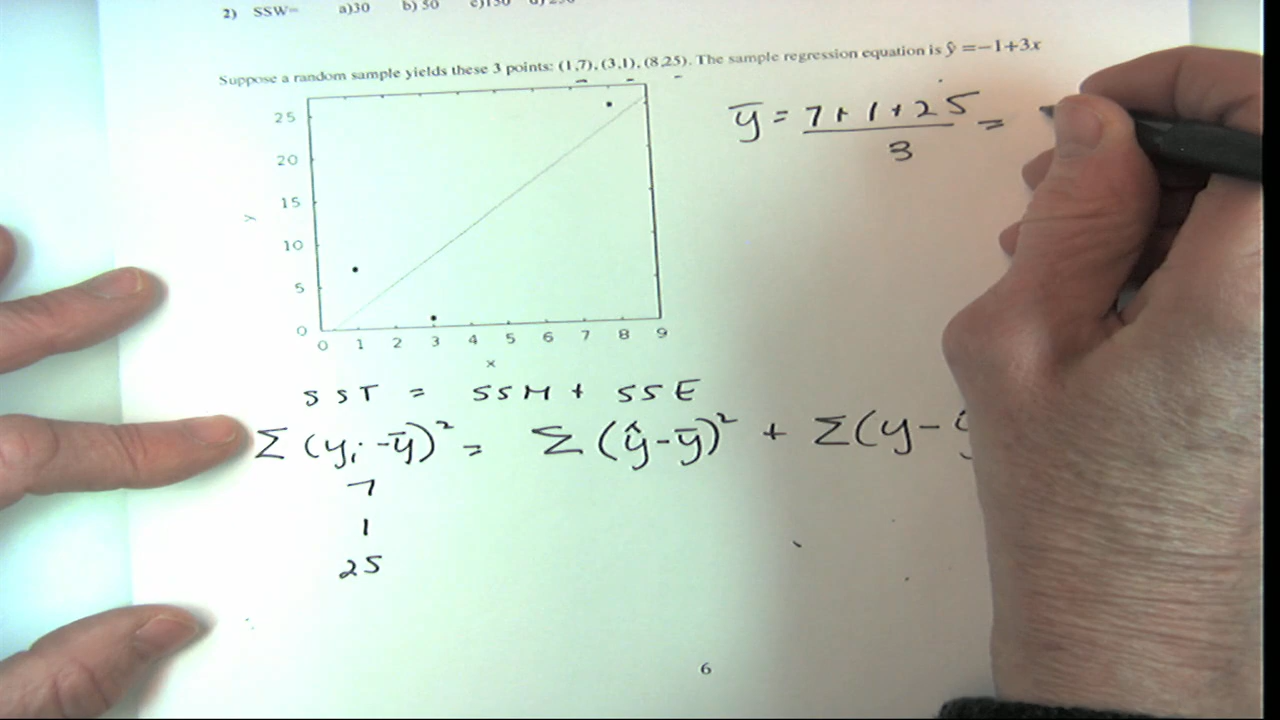 2) SSW= a)30 b) 50
Suppose a random sample yields these 3 points: (1,7), (3,1), (8,25). The sample regression equation is ŷ =−1+3x
25
20
15
10
5
0
y
0 1 2 3 4 5 6 7 8 9
x
y̅ = 7+1+25 =
3
SST = SSM + SSE
Σ (yᵢ -y̅)² = Σ (ŷ-y̅)² + Σ(y-
7
1
25
6